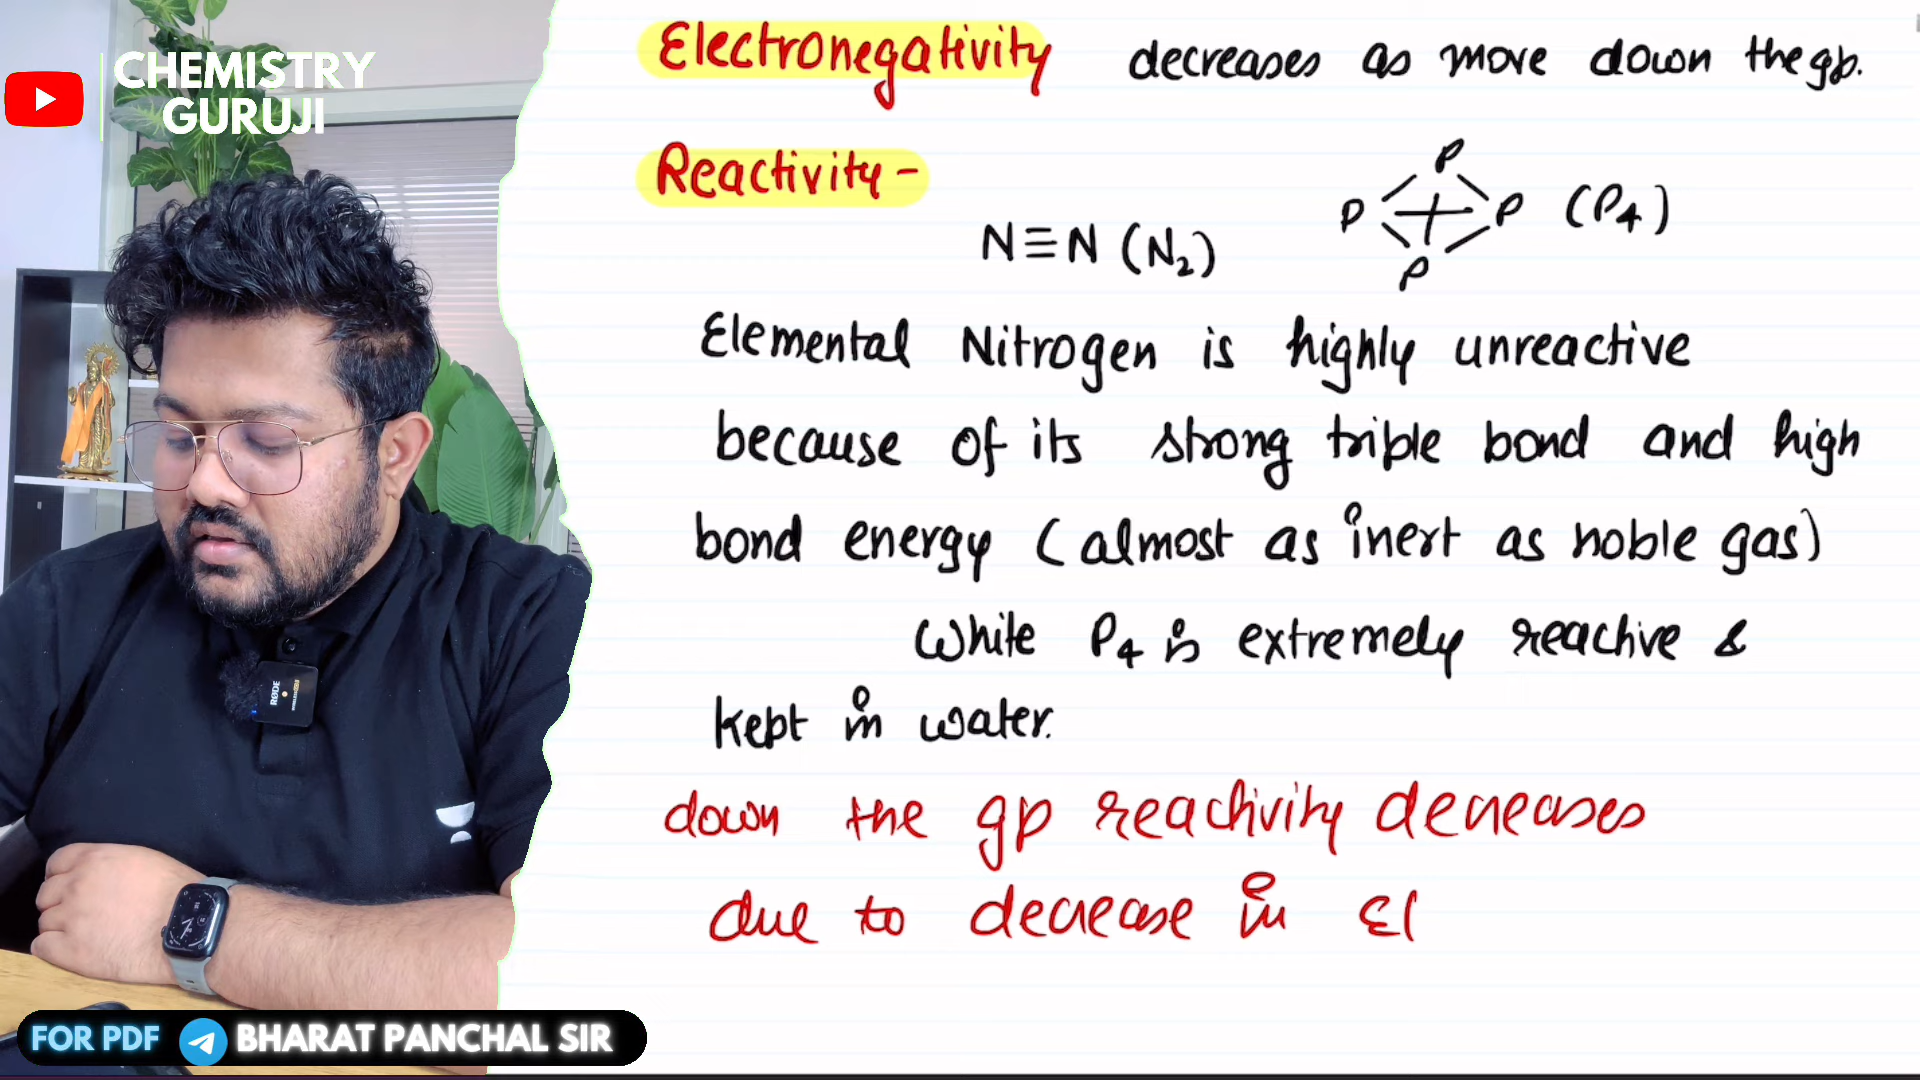 CHEMISTRY
GURUJI
Electronegativity decreases as move down the gp.
Reactivity -
N≡N (N₂)
P
P P (P₄)
P
Elemental Nitrogen is highly unreactive
because of its strong triple bond and high
bond energy (almost as inert as noble gas)
White P₄ is extremely reactive &
kept in water.
down the gp reactivity decreases
due to decrease in El
RØDE
FOR PDF BHARAT PANCHAL SIR